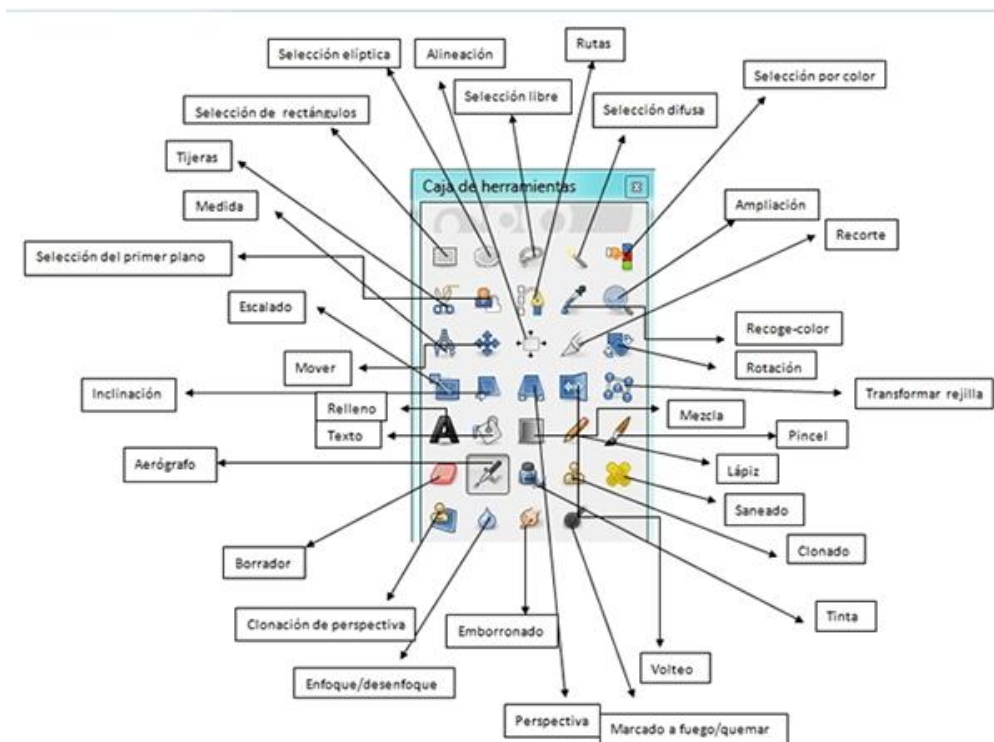 Rutas
Selección elíptica
Alineación
Selección por color
Selección libre
Selección de rectángulos
Selección difusa
Tijeras
Caja de herramientas
Medida
Ampliación
Recorte
Selección del primer plano
Escalado
Recoge-color
Mover
Rotación
Inclinación
Transformar rejilla
Relleno
Mezcla
Texto
Pincel
Aerógrafo
Lápiz
Saneado
Clonado
Borrador
Tinta
Clonación de perspectiva
Emborronado
Volteo
Enfoque/desenfoque
Perspectiva
Marcado a fuego/quemar